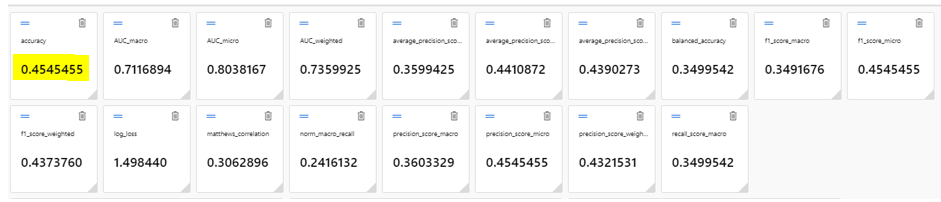 accuracy
0.4545455
AUC_macro
0.7116894
AUC_micro
0.8038167
AUC_weighted
0.7359925
average_precision_sco...
0.3599425
average_precision_sco...
0.4410872
average_precision_sco...
0.4390273
balanced_accuracy
0.3499542
f1_score_macro
0.3491676
f1_score_micro
0.4545455
f1_score_weighted
0.4373760
log_loss
1.498440
matthews_correlation
0.3062896
norm_macro_recall
0.2416132
precision_score_macro
0.3603329
precision_score_micro
0.4545455
precision_score_weigh...
0.4321531
recall_score_macro
0.3499542